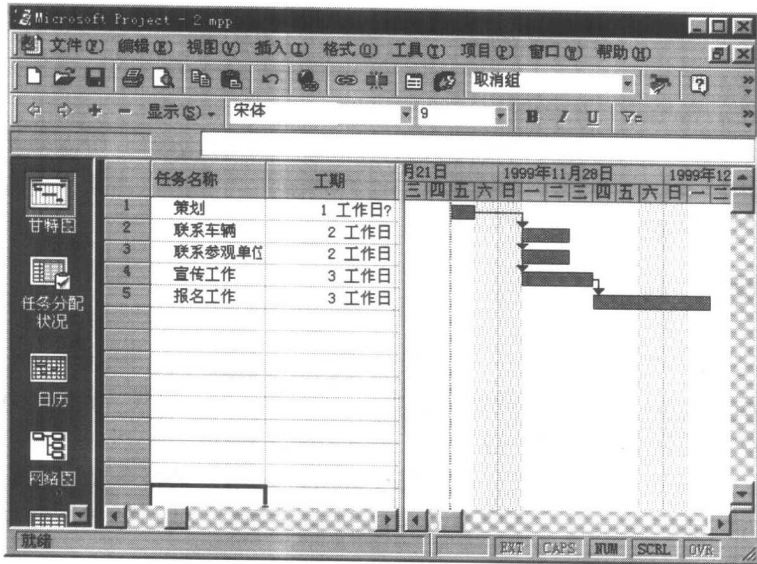 Microsoft Project - 2.mpp
文件(F) 编辑(E) 视图(V) 插入(I) 格式(O) 工具(T) 项目(P) 窗口(W) 帮助(H)
取消组
显示(S) 宋体 9 B I U
任务名称 工期 月21日 1999年11月28日 1999年12
三 四 五 六 日 一 二 三 四 五 六 日 一 二
1 策划 1 工作日?
2 联系车辆 2 工作日
3 联系参观单位 2 工作日
4 宣传工作 3 工作日
5 报名工作 3 工作日
甘特图
任务分配
状况
日历
网络图
就绪 EXT CAPS NUM SCRL OVR